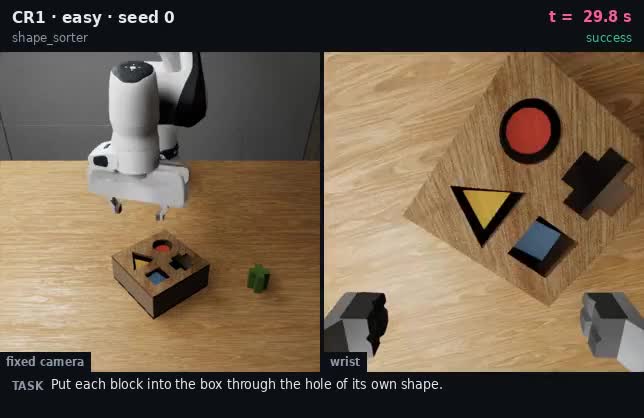 CR1 · easy · seed 0
t = 29.8 s
shape_sorter
success
fixed camera
wrist
TASK Put each block into the box through the hole of its own shape.